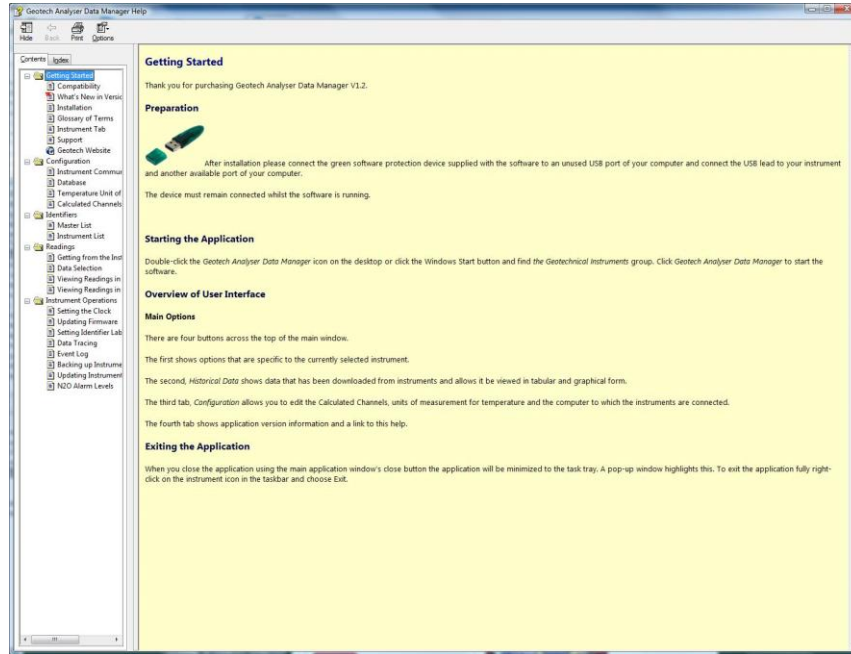 Geotech Analyser Data Manager Help
Hide Back Print Options
Contents Index
Getting Started
Compatibility
What's New in Versic
Installation
Glossary of Terms
Instrument Tab
Support
Geotech Website
Configuration
Instrument Commun
Database
Temperature Unit of
Calculated Channels
Identifiers
Master List
Instrument List
Readings
Getting from the Inst
Data Selection
Viewing Readings in
Viewing Readings in
Instrument Operations
Setting the Clock
Updating Firmware
Setting Identifier Lab
Data Tracing
Event Log
Backing up Instrume
Updating Instrument
N2O Alarm Levels
Getting Started
Thank you for purchasing Geotech Analyser Data Manager V1.2.
Preparation
After installation please connect the green software protection device supplied with the software to an unused USB port of your computer and connect the USB lead to your instrument
and another available port of your computer.
The device must remain connected whilst the software is running.
Starting the Application
Double-click the Geotech Analyser Data Manager icon on the desktop or click the Windows Start button and find the Geotechnical Instruments group. Click Geotech Analyser Data Manager to start the
software.
Overview of User Interface
Main Options
There are four buttons across the top of the main window.
The first shows options that are specific to the currently selected instrument.
The second, Historical Data shows data that has been downloaded from instruments and allows it be viewed in tabular and graphical form.
The third tab, Configuration allows you to edit the Calculated Channels, units of measurement for temperature and the computer to which the instruments are connected.
The fourth tab shows application version information and a link to this help.
Exiting the Application
When you close the application using the main application window's close button the application will be minimized to the task tray. A pop-up window highlights this. To exit the application fully right-
click on the instrument icon in the taskbar and choose Exit.